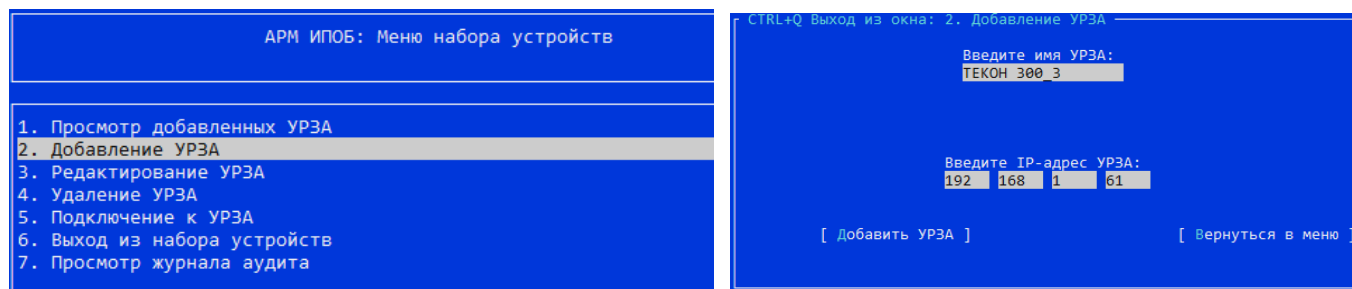 АРМ ИПОБ: Меню набора устройств
1. Просмотр добавленных УРЗА
2. Добавление УРЗА
3. Редактирование УРЗА
4. Удаление УРЗА
5. Подключение к УРЗА
6. Выход из набора устройств
7. Просмотр журнала аудита
CTRL+Q Выход из окна: 2. Добавление УРЗА
Введите имя УРЗА:
ТЕКОН 300_3
Введите IP-адрес УРЗА:
192 168 1 61
[ Добавить УРЗА ] [ Вернуться в меню ]